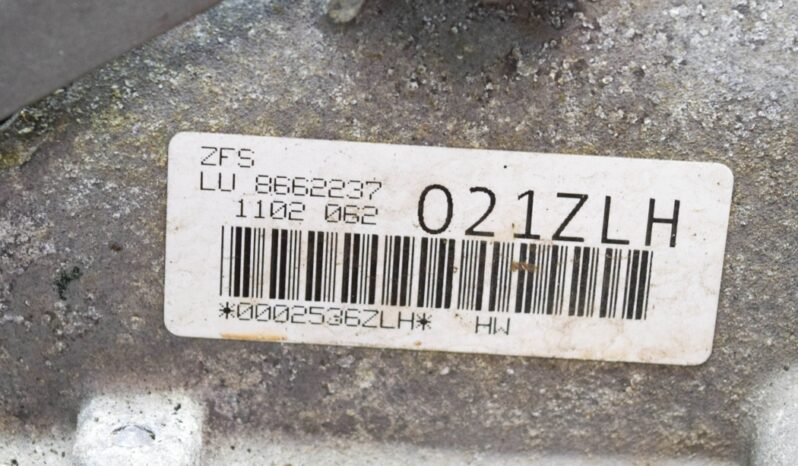 ZFS
LU 8662237
1102 062 021ZLH
*0002536ZLH* HW